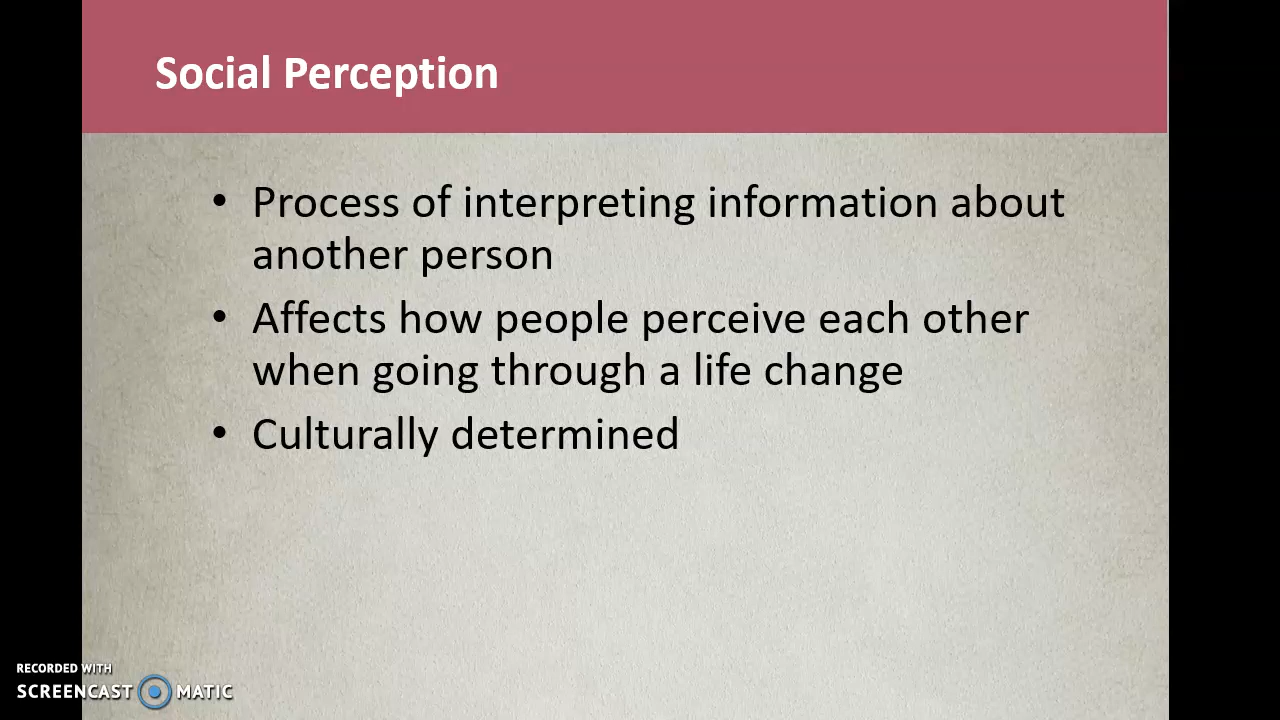 Social Perception
• Process of interpreting information about
another person
• Affects how people perceive each other
when going through a life change
• Culturally determined
RECORDED WITH
SCREENCAST MATIC